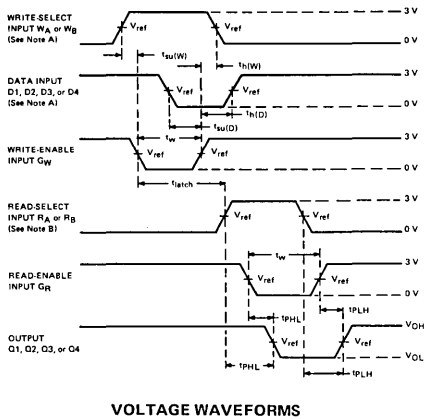 WRITE-SELECT
INPUT WA or WB
(See Note A)
Vref
Vref
3 V
0 V
tsu(W)
th(W)
DATA INPUT
D1, D2, D3, or D4
(See Note A)
Vref
Vref
3 V
0 V
th(D)
tsu(D)
tw
WRITE-ENABLE
INPUT GW
Vref
Vref
3 V
0 V
tlatch
READ-SELECT
INPUT RA or RB
(See Note B)
Vref
Vref
3 V
0 V
tw
READ-ENABLE
INPUT GR
Vref
Vref
3 V
0 V
tPHL
tPLH
OUTPUT
Q1, Q2, Q3, or Q4
Vref
Vref
VOH
VOL
tPHL
tPLH
VOLTAGE WAVEFORMS